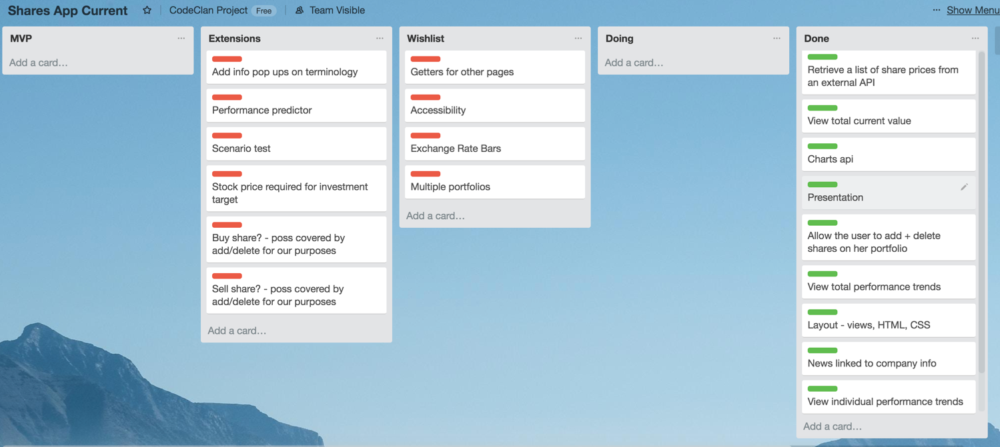 Shares App Current
CodeClan Project Free
Team Visible
... Show Menu
MVP
Add a card…
Extensions
Add info pop ups on terminology
Performance predictor
Scenario test
Stock price required for investment
target
Buy share? - poss covered by
add/delete for our purposes
Sell share? - poss covered by
add/delete for our purposes
Add a card…
Wishlist
Getters for other pages
Accessibility
Exchange Rate Bars
Multiple portfolios
Add a card…
Doing
Add a card…
Done
Retrieve a list of share prices from
an external API
View total current value
Charts api
Presentation
Allow the user to add + delete
shares on her portfolio
View total performance trends
Layout - views, HTML, CSS
News linked to company info
View individual performance trends
Add a card…